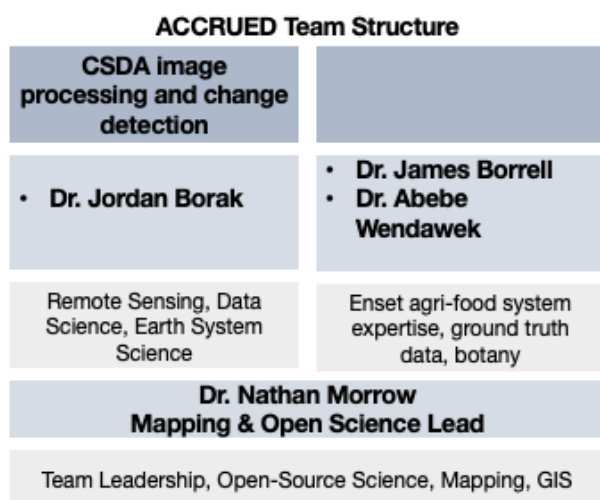 ACCRUED Team Structure
CSDA image
processing and change
detection
• Dr. Jordan Borak
• Dr. James Borrell
• Dr. Abebe
Wendawek
Remote Sensing, Data
Science, Earth System
Science
Enset agri-food system
expertise, ground truth
data, botany
Dr. Nathan Morrow
Mapping & Open Science Lead
Team Leadership, Open-Source Science, Mapping, GIS